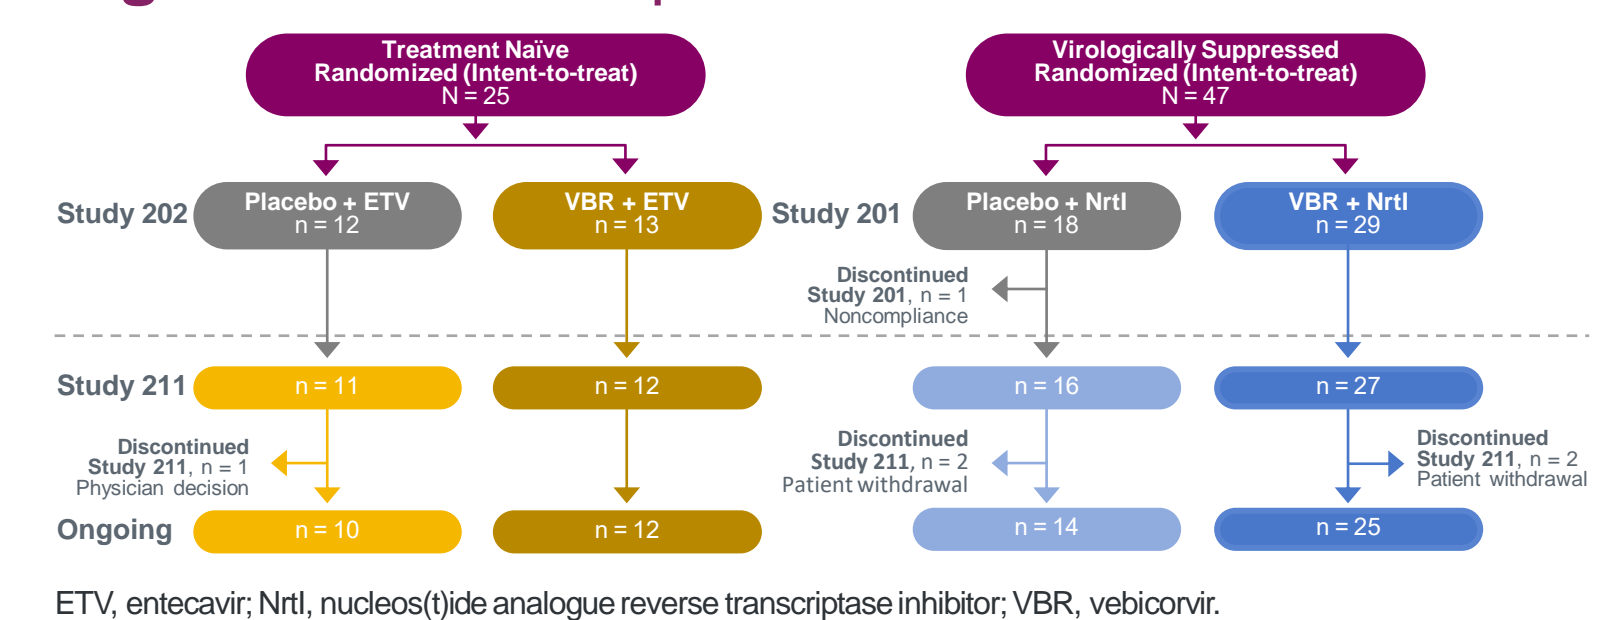 Treatment Naïve
Randomized (Intent-to-treat)
N = 25
Virologically Suppressed
Randomized (Intent-to-treat)
N = 47
Study 202
Placebo + ETV
n = 12
VBR + ETV
n = 13
Study 201
Placebo + NrtI
n = 18
VBR + NrtI
n = 29
Discontinued
Study 201, n = 1
Noncompliance
Study 211
n = 11
n = 12
n = 16
n = 27
Discontinued
Study 211, n = 1
Physician decision
Discontinued
Study 211, n = 2
Patient withdrawal
Discontinued
Study 211, n = 2
Patient withdrawal
Ongoing
n = 10
n = 12
n = 14
n = 25
ETV, entecavir; NrtI, nucleos(t)ide analogue reverse transcriptase inhibitor; VBR, vebicorvir.